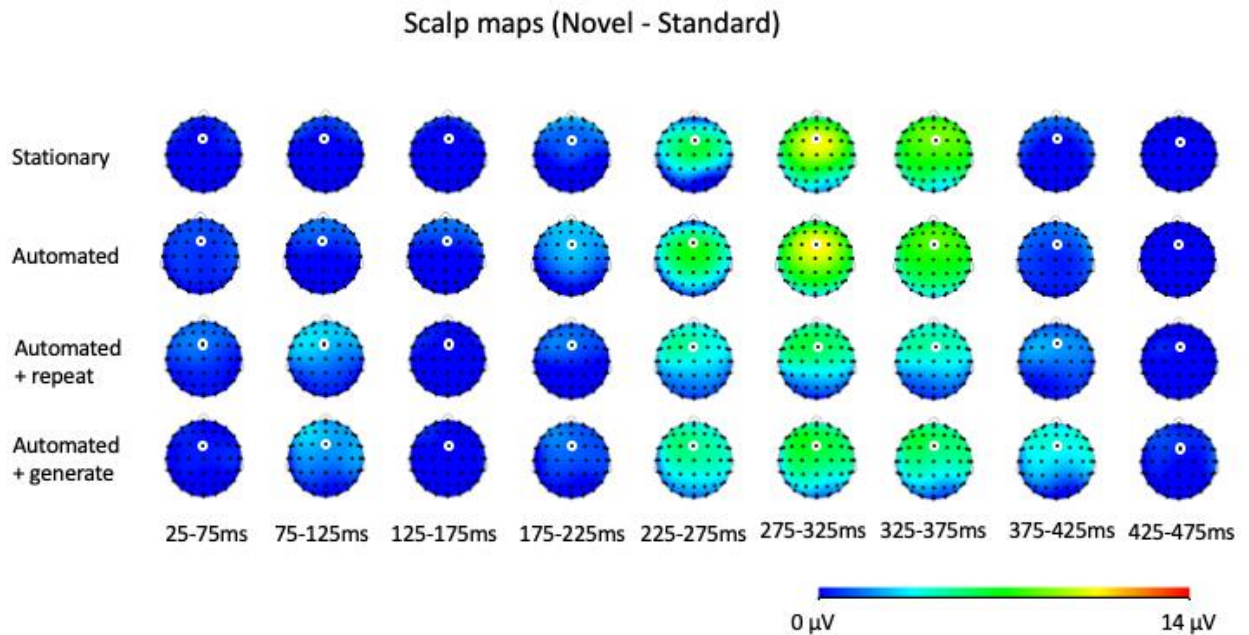 Scalp maps (Novel - Standard)
Stationary
Automated
Automated
+ repeat
Automated
+ generate
25-75ms 75-125ms 125-175ms 175-225ms 225-275ms 275-325ms 325-375ms 375-425ms 425-475ms
0 µV 14 µV